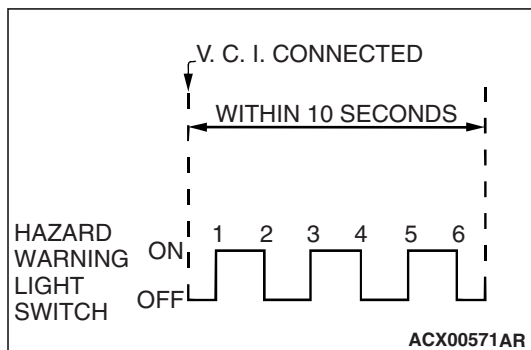 V. C. I. CONNECTED
WITHIN 10 SECONDS
1 2 3 4 5 6
HAZARD
WARNING
LIGHT
SWITCH
ON
OFF
ACX00571AR